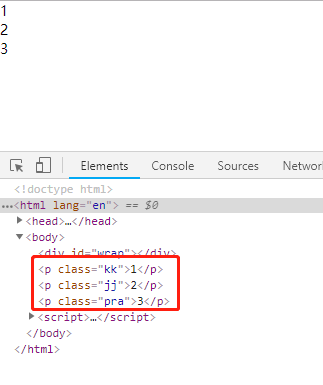 1
2
3
Elements Console Sources Network
<!doctype html>
…<html lang="en"> == $0
▶<head>…</head>
▼<body>
<div id="wrap"></div>
<p class="kk">1</p>
<p class="jj">2</p>
<p class="pra">3</p>
▶<script>…</script>
</body>
</html>